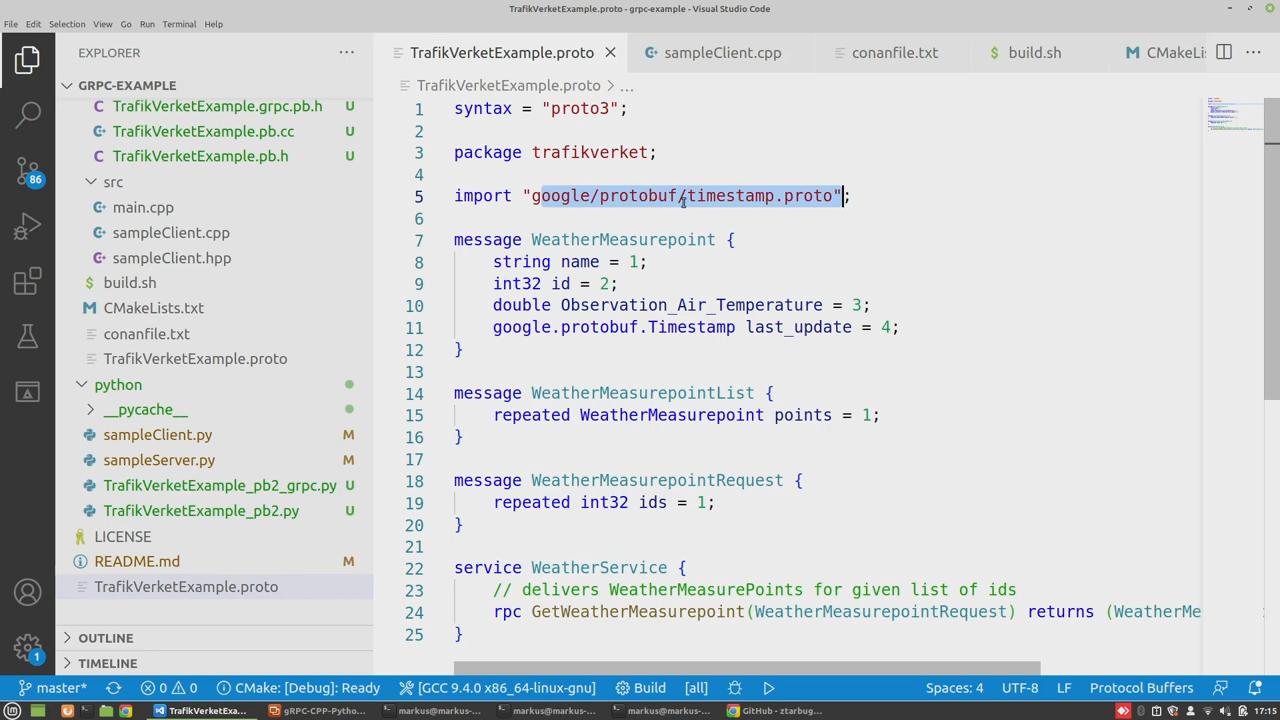 TrafikVerketExample.proto - grpc-example - Visual Studio Code
File Edit Selection View Go Run Terminal Help
EXPLORER
GRPC-EXAMPLE
TrafikVerketExample.grpc.pb.h U
TrafikVerketExample.pb.cc U
TrafikVerketExample.pb.h U
src
main.cpp
sampleClient.cpp
sampleClient.hpp
build.sh
CMakeLists.txt
conanfile.txt
TrafikVerketExample.proto
python
__pycache__
sampleClient.py M
sampleServer.py M
TrafikVerketExample_pb2_grpc.py U
TrafikVerketExample_pb2.py U
LICENSE
README.md M
TrafikVerketExample.proto
OUTLINE
TIMELINE
86
1
TrafikVerketExample.proto sampleClient.cpp conanfile.txt build.sh CMakeLis
TrafikVerketExample.proto > ...
1 syntax = "proto3";
2
3 package trafikverket;
4
5 import "google/protobuf/timestamp.proto";
6
7 message WeatherMeasurepoint {
8 string name = 1;
9 int32 id = 2;
10 double Observation_Air_Temperature = 3;
11 google.protobuf.Timestamp last_update = 4;
12 }
13
14 message WeatherMeasurepointList {
15 repeated WeatherMeasurepoint points = 1;
16 }
17
18 message WeatherMeasurepointRequest {
19 repeated int32 ids = 1;
20 }
21
22 service WeatherService {
23 // delivers WeatherMeasurePoints for given list of ids
24 rpc GetWeatherMeasurepoint(WeatherMeasurepointRequest) returns (WeatherMe
25 }
master* 0 0 CMake: [Debug]: Ready [GCC 9.4.0 x86_64-linux-gnu] Build [all] Spaces: 4 UTF-8 LF Protocol Buffers
TrafikVerketExa... gRPC-CPP-Pytho... markus@markus-... markus@markus-... markus@markus-... GitHub - ztarbug... 17:15